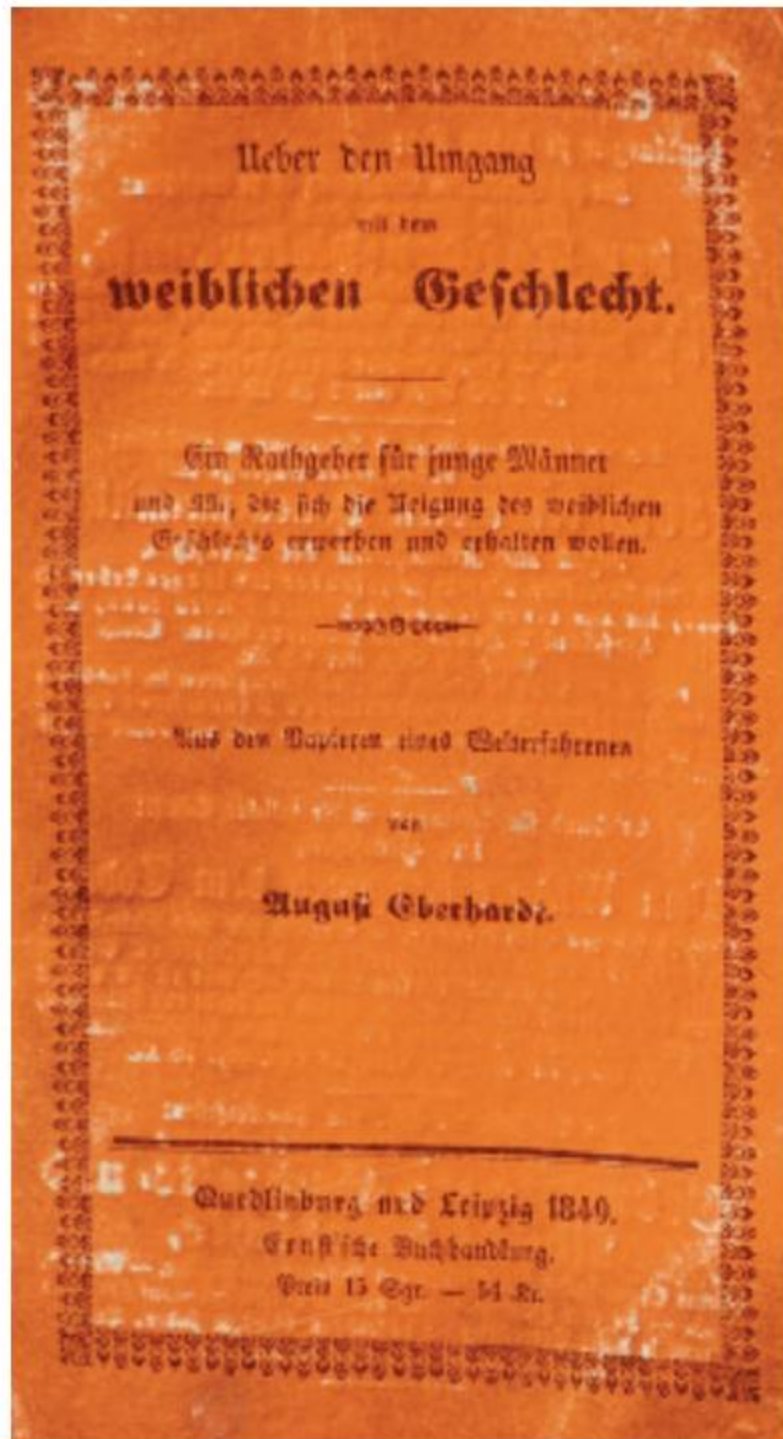 Ueber den Umgang
mit dem
weiblichen Geschlecht.
Ein Rathgeber für junge Männer
und die sich die Neigung des weiblichen
Geschlechts erwerben und erhalten wollen.
Aus den Papieren eines Welterfahrenen
von
August Eberhardt.
Quedlinburg und Leipzig 1849.
Ernst'sche Buchhandlung.
Preis 15 Sgr. — 54 Kr.